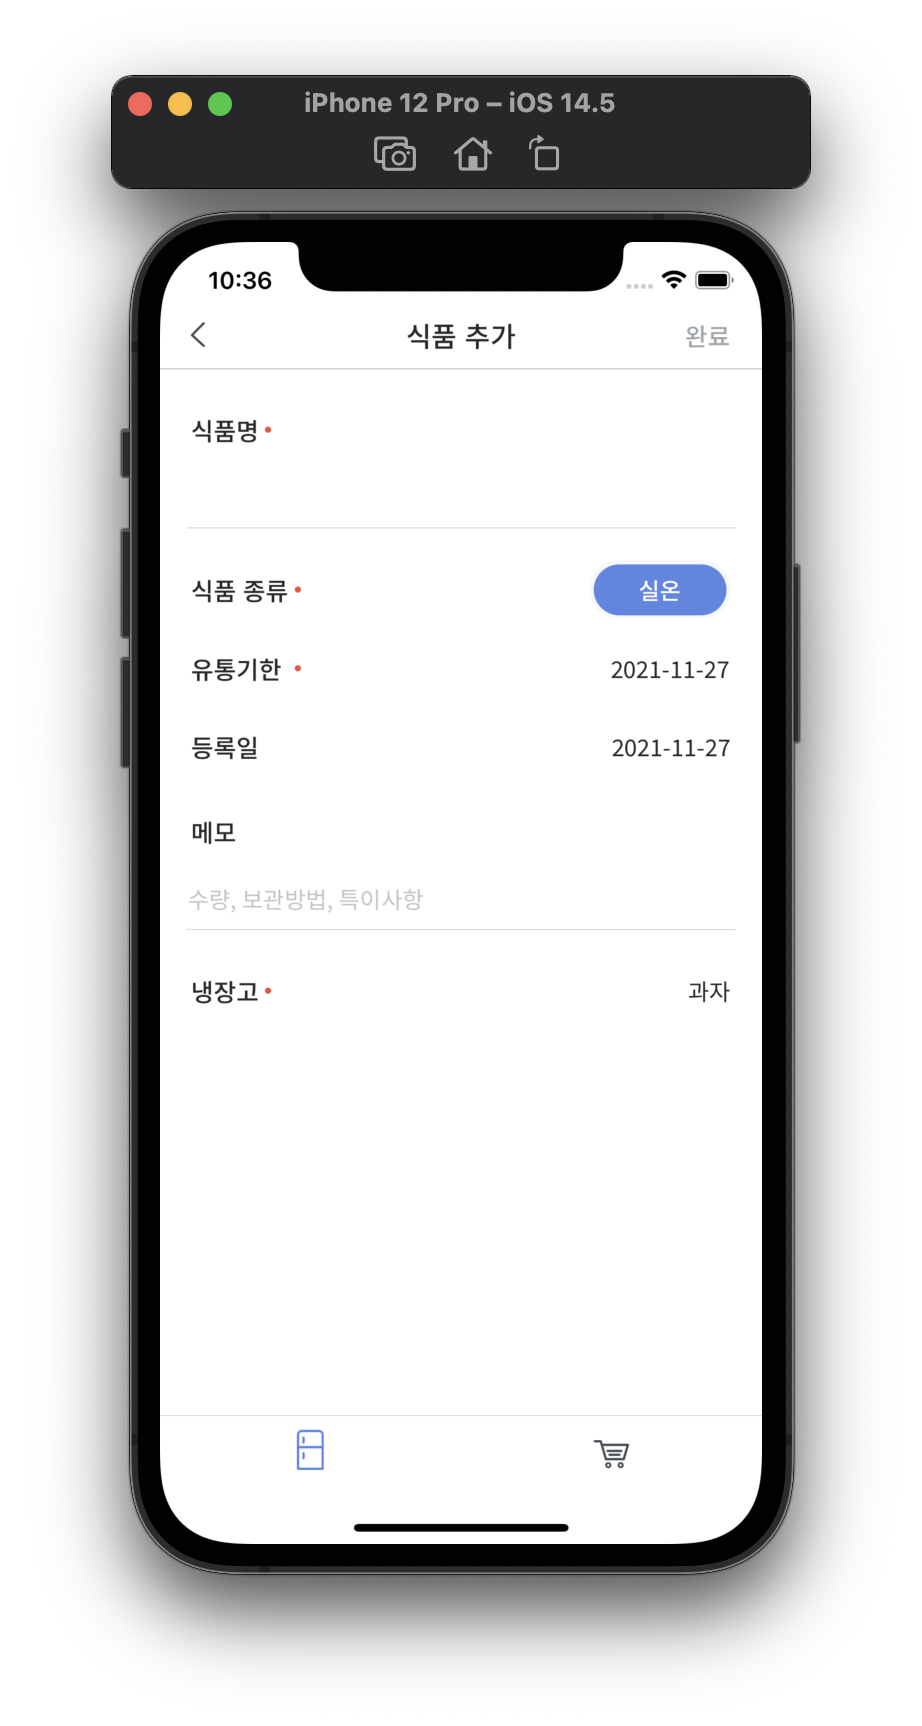 iPhone 12 Pro – iOS 14.5
10:36
식품 추가
완료
식품명
식품 종류
실온
유통기한
2021-11-27
등록일
2021-11-27
메모
수량, 보관방법, 특이사항
냉장고
과자